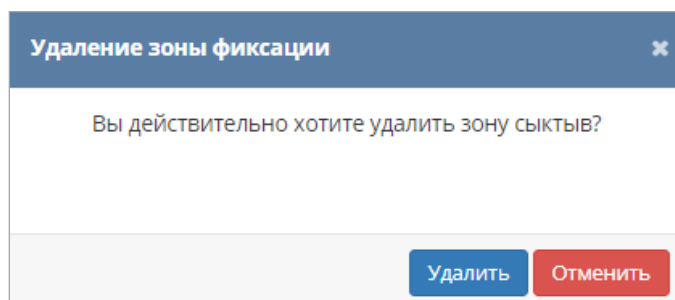 Удаление зоны фиксации
Вы действительно хотите удалить зону сыктыв?
Удалить Отменить